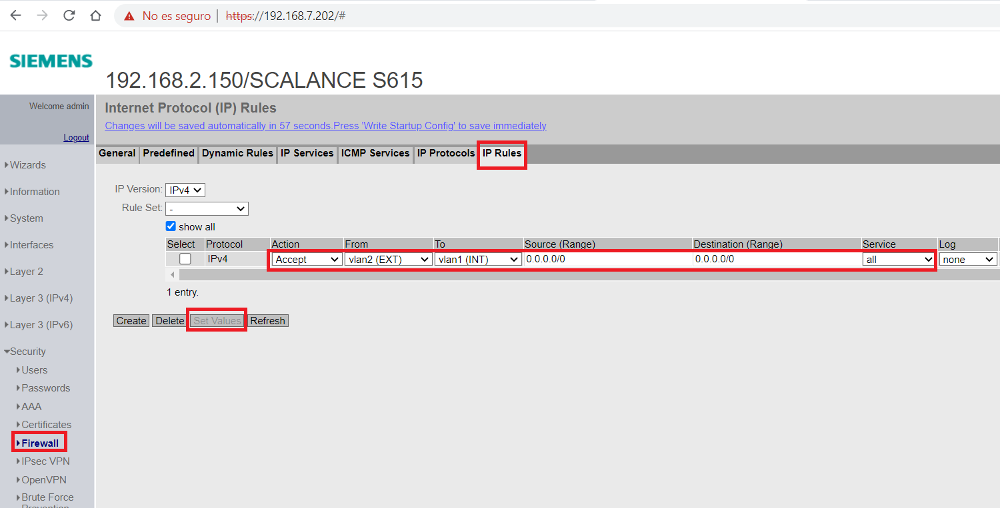 No es seguro | https://192.168.7.202/#
SIEMENS
192.168.2.150/SCALANCE S615
Welcome admin
Logout
Internet Protocol (IP) Rules
Changes will be saved automatically in 57 seconds.Press 'Write Startup Config' to save immediately
General Predefined Dynamic Rules IP Services ICMP Services IP Protocols IP Rules
Wizards
Information
System
Interfaces
Layer 2
Layer 3 (IPv4)
Layer 3 (IPv6)
Security
Users
Passwords
AAA
Certificates
Firewall
IPsec VPN
OpenVPN
Brute Force
Prevention
IP Version: IPv4
Rule Set: -
show all
Select Protocol Action From To Source (Range) Destination (Range) Service Log
IPv4 Accept vlan2 (EXT) vlan1 (INT) 0.0.0.0/0 0.0.0.0/0 all none
1 entry.
Create Delete Set Values Refresh